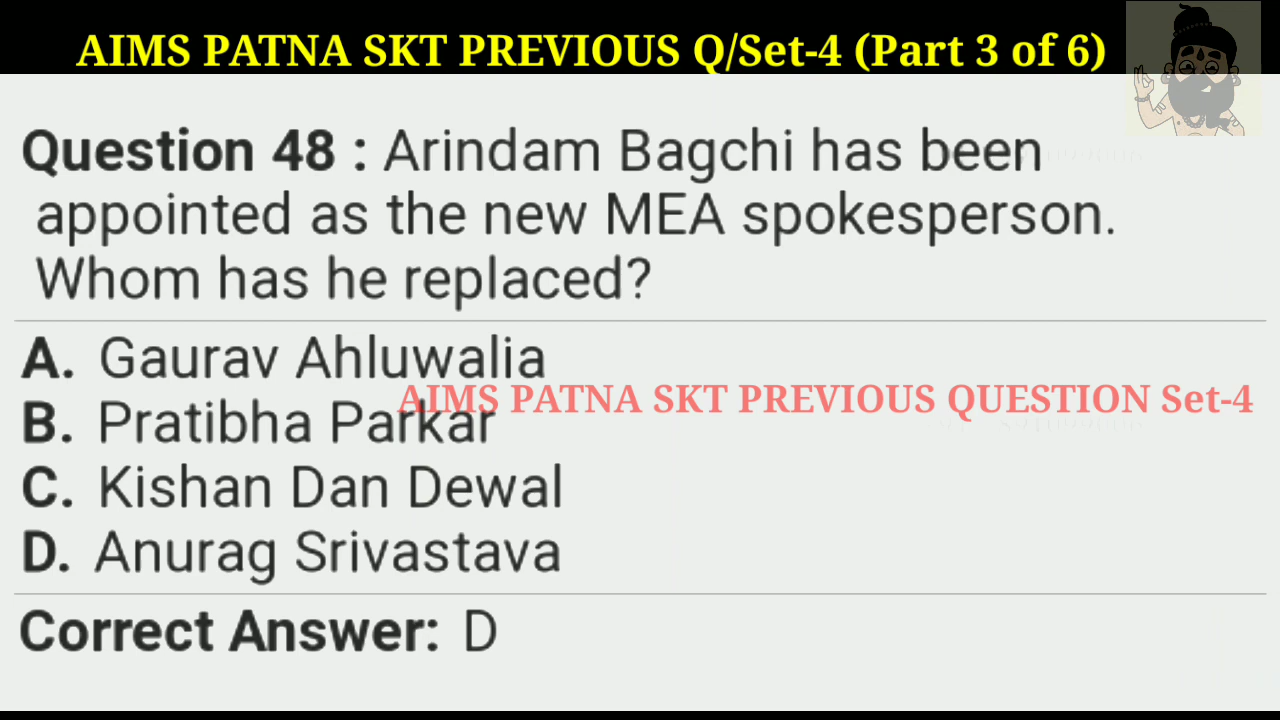 AIMS PATNA SKT PREVIOUS Q/Set-4 (Part 3 of 6)
Question 48 : Arindam Bagchi has been
appointed as the new MEA spokesperson.
Whom has he replaced?
A. Gaurav Ahluwalia
AIMS PATNA SKT PREVIOUS QUESTION Set-4
B. Pratibha Parkar
C. Kishan Dan Dewal
D. Anurag Srivastava
Correct Answer: D